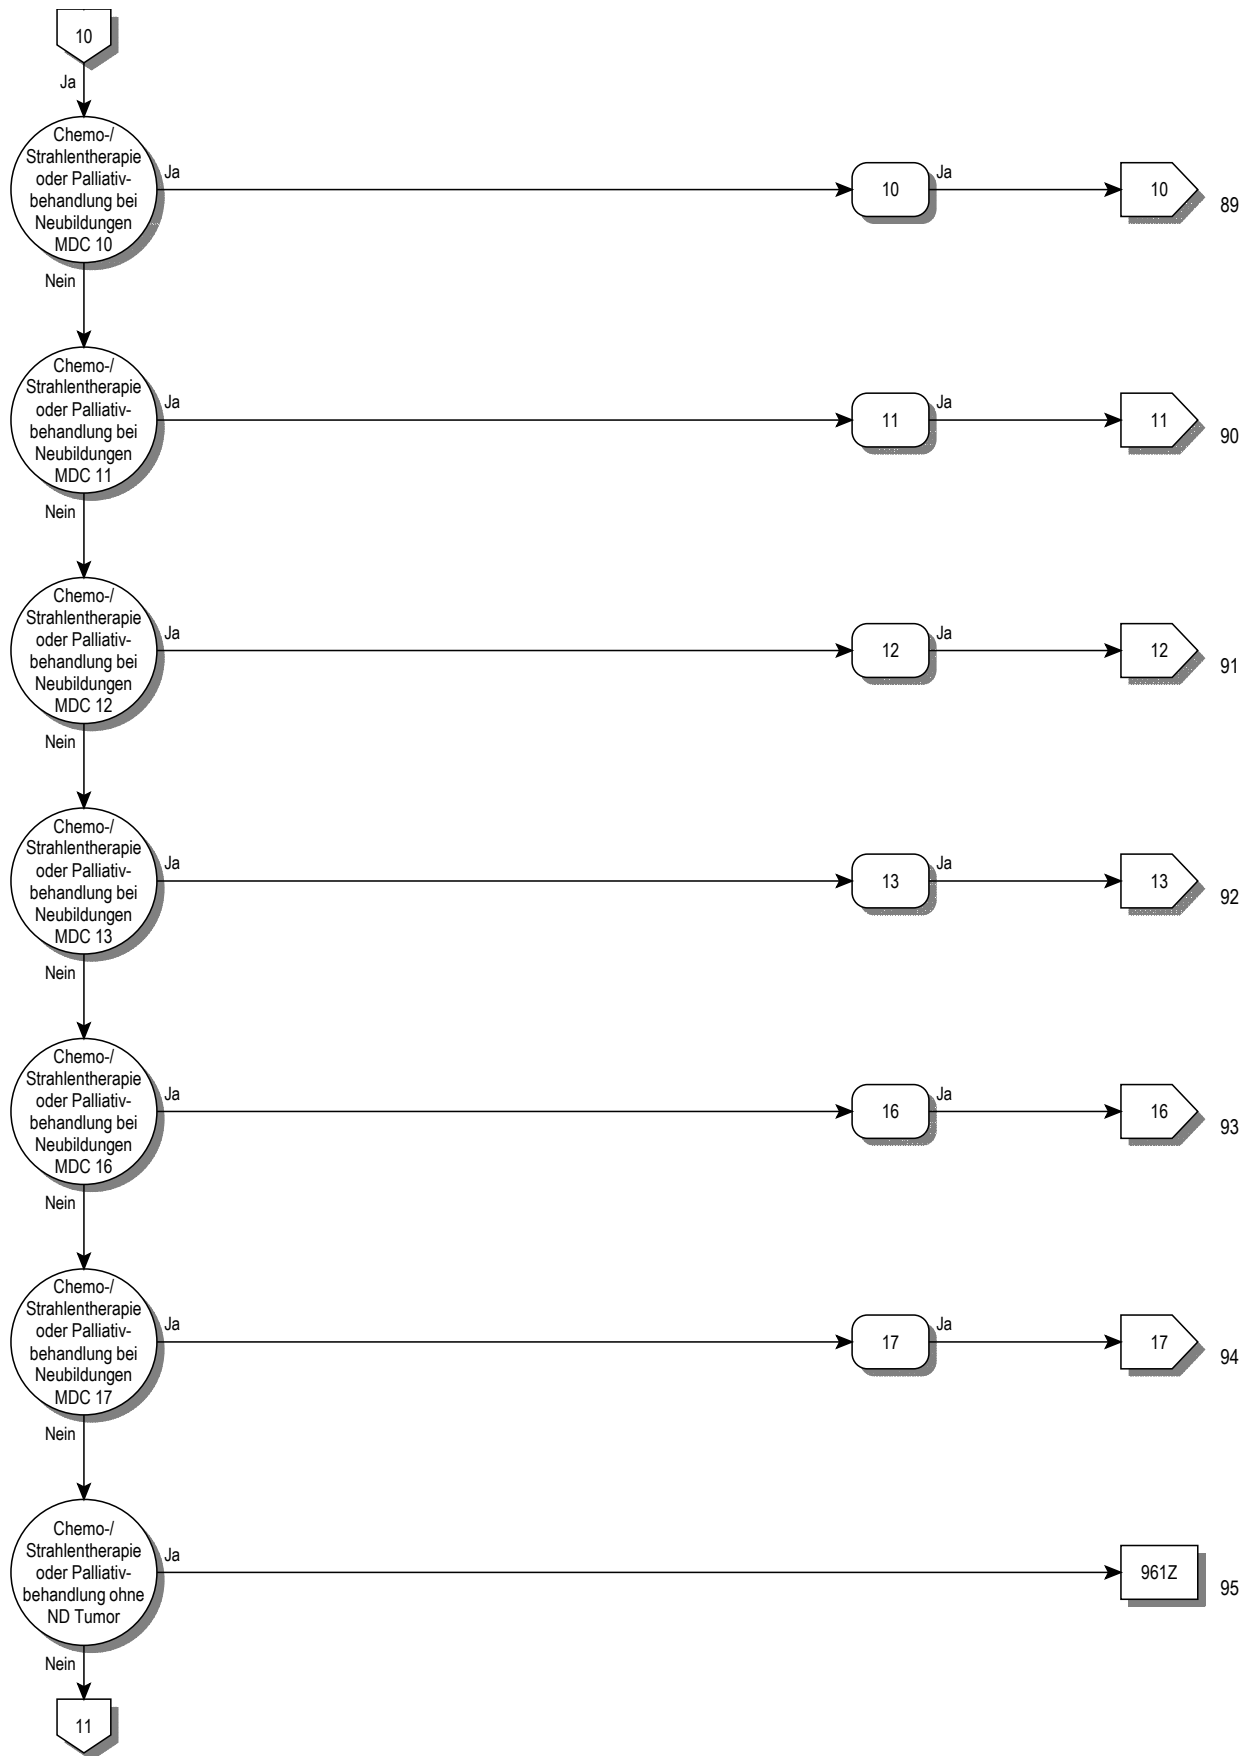 10
Ja
Chemo-/
Strahlentherapie
oder Palliativ-
behandlung bei
Neubildungen
MDC 10
Ja
10
Ja
10
89
Nein
Chemo-/
Strahlentherapie
oder Palliativ-
behandlung bei
Neubildungen
MDC 11
Ja
11
Ja
11
90
Nein
Chemo-/
Strahlentherapie
oder Palliativ-
behandlung bei
Neubildungen
MDC 12
Ja
12
Ja
12
91
Nein
Chemo-/
Strahlentherapie
oder Palliativ-
behandlung bei
Neubildungen
MDC 13
Ja
13
Ja
13
92
Nein
Chemo-/
Strahlentherapie
oder Palliativ-
behandlung bei
Neubildungen
MDC 16
Ja
16
Ja
16
93
Nein
Chemo-/
Strahlentherapie
oder Palliativ-
behandlung bei
Neubildungen
MDC 17
Ja
17
Ja
17
94
Nein
Chemo-/
Strahlentherapie
oder Palliativ-
behandlung ohne
ND Tumor
Ja
961Z
95
Nein
11